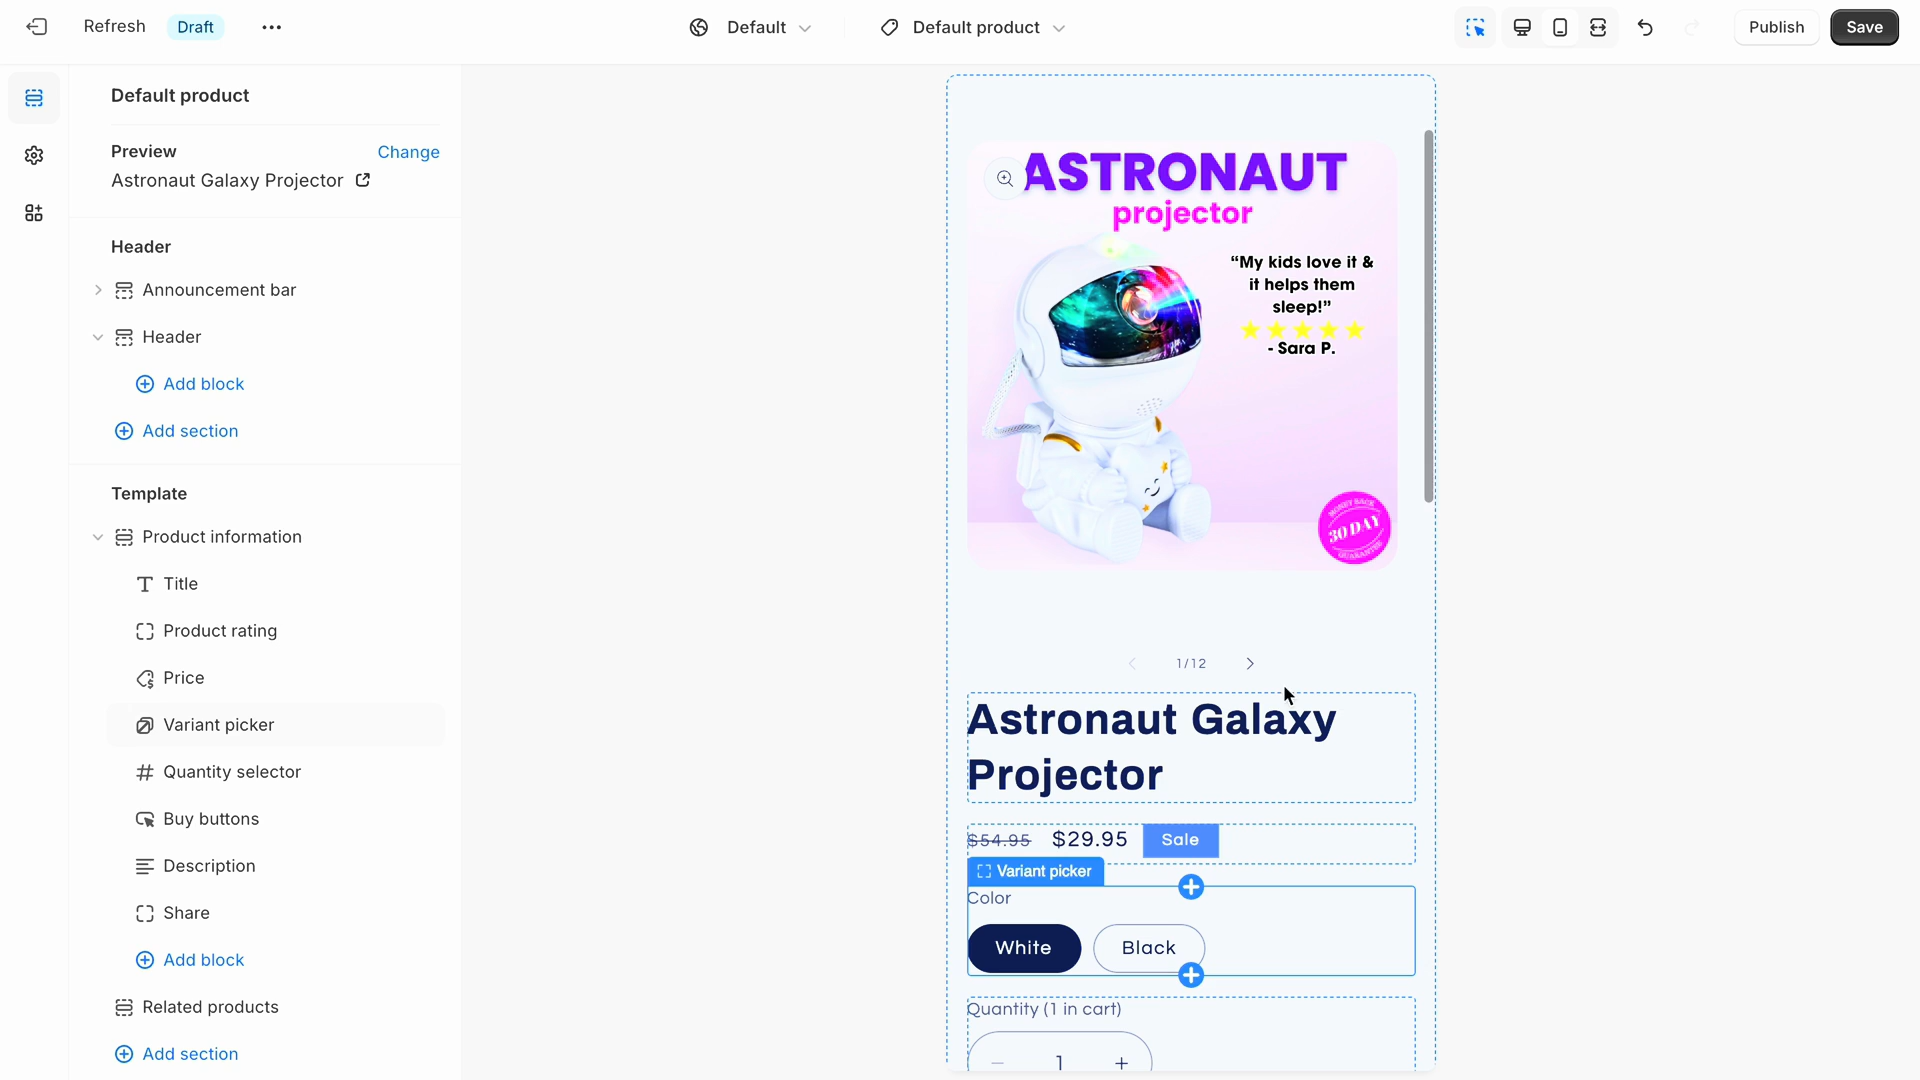 Refresh
Draft
Default
Default product
Publish
Save
Default product
Preview
Change
Astronaut Galaxy Projector
Header
Announcement bar
Header
Add block
Add section
Template
Product information
Title
Product rating
Price
Variant picker
Quantity selector
Buy buttons
Description
Share
Add block
Related products
Add section
ASTRONAUT
projector
“My kids love it &
it helps them
sleep!”
- Sara P.
MONEY BACK
30 DAY
GUARANTEE
1/12
Astronaut Galaxy
Projector
$54.95 $29.95 Sale
Variant picker
Color
White
Black
Quantity (1 in cart)
− 1 +